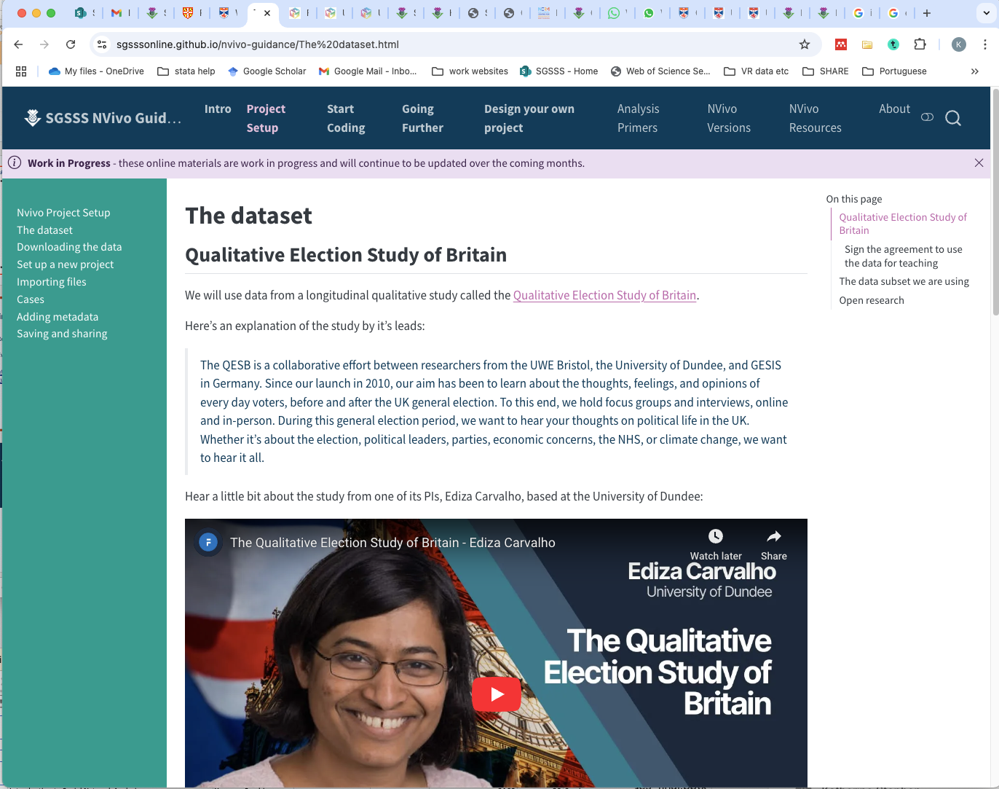 sgsssonline.github.io/nvivo-guidance/The%20dataset.html
K
My files - OneDrive
stata help
Google Scholar
Google Mail - Inbo...
work websites
SGSSS - Home
Web of Science Se...
VR data etc
SHARE
Portuguese
SGSSS NVivo Guid...
Intro
Project
Setup
Start
Coding
Going
Further
Design your own
project
Analysis
Primers
NVivo
Versions
NVivo
Resources
About
Work in Progress - these online materials are work in progress and will continue to be updated over the coming months.
Nvivo Project Setup
The dataset
Downloading the data
Set up a new project
Importing files
Cases
Adding metadata
Saving and sharing
The dataset
Qualitative Election Study of Britain
We will use data from a longitudinal qualitative study called the Qualitative Election Study of Britain.
Here’s an explanation of the study by it’s leads:
The QESB is a collaborative effort between researchers from the UWE Bristol, the University of Dundee, and GESIS
in Germany. Since our launch in 2010, our aim has been to learn about the thoughts, feelings, and opinions of
every day voters, before and after the UK general election. To this end, we hold focus groups and interviews, online
and in-person. During this general election period, we want to hear your thoughts on political life in the UK.
Whether it’s about the election, political leaders, parties, economic concerns, the NHS, or climate change, we want
to hear it all.
Hear a little bit about the study from one of its PIs, Ediza Carvalho, based at the University of Dundee:
F
The Qualitative Election Study of Britain - Ediza Carvalho
Watch later
Share
Ediza Carvalho
University of Dundee
The Qualitative
Election Study of
Britain
On this page
Qualitative Election Study of
Britain
Sign the agreement to use
the data for teaching
The data subset we are using
Open research